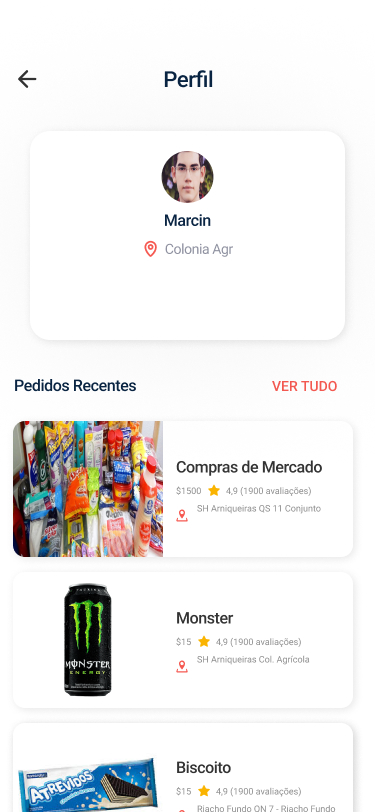 Perfil
Marcin
Colonia Agr
Pedidos Recentes
VER TUDO
Compras de Mercado
$1500 4,9 (1900 avaliações)
SH Arniqueiras QS 11 Conjunto
MONSTER
ENERGY
Monster
$15 4,9 (1900 avaliações)
SH Arniqueiras Col. Agrícola
ATREVIDOS
Biscoito
$15 4,9 (1900 avaliações)
Riacho Fundo QN 7 - Riacho Fundo